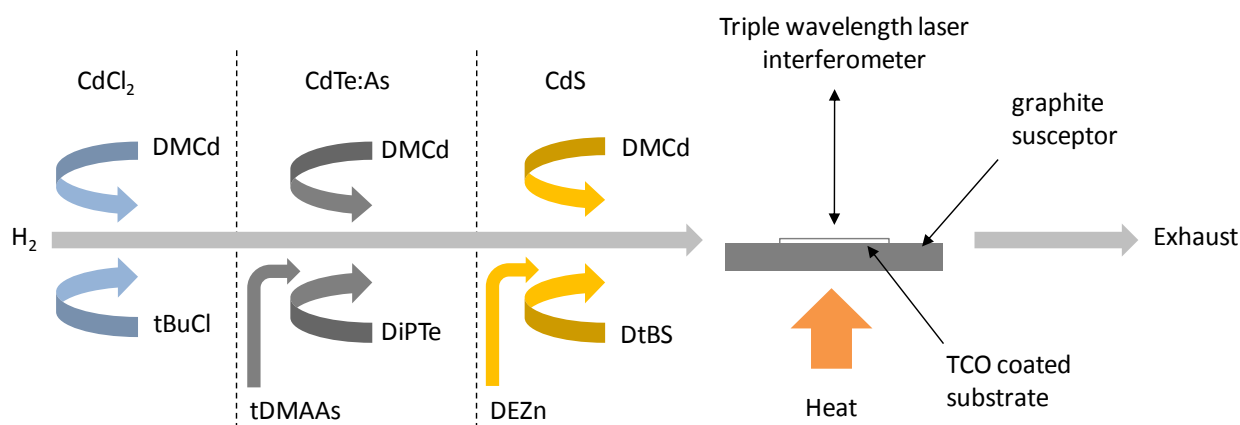 Triple wavelength laser
interferometer
CdCl₂
CdTe:As
CdS
graphite
susceptor
DMCd
DMCd
DMCd
H₂
Exhaust
tBuCl
DiPTe
DtBS
tDMAAs
DEZn
Heat
TCO coated
substrate